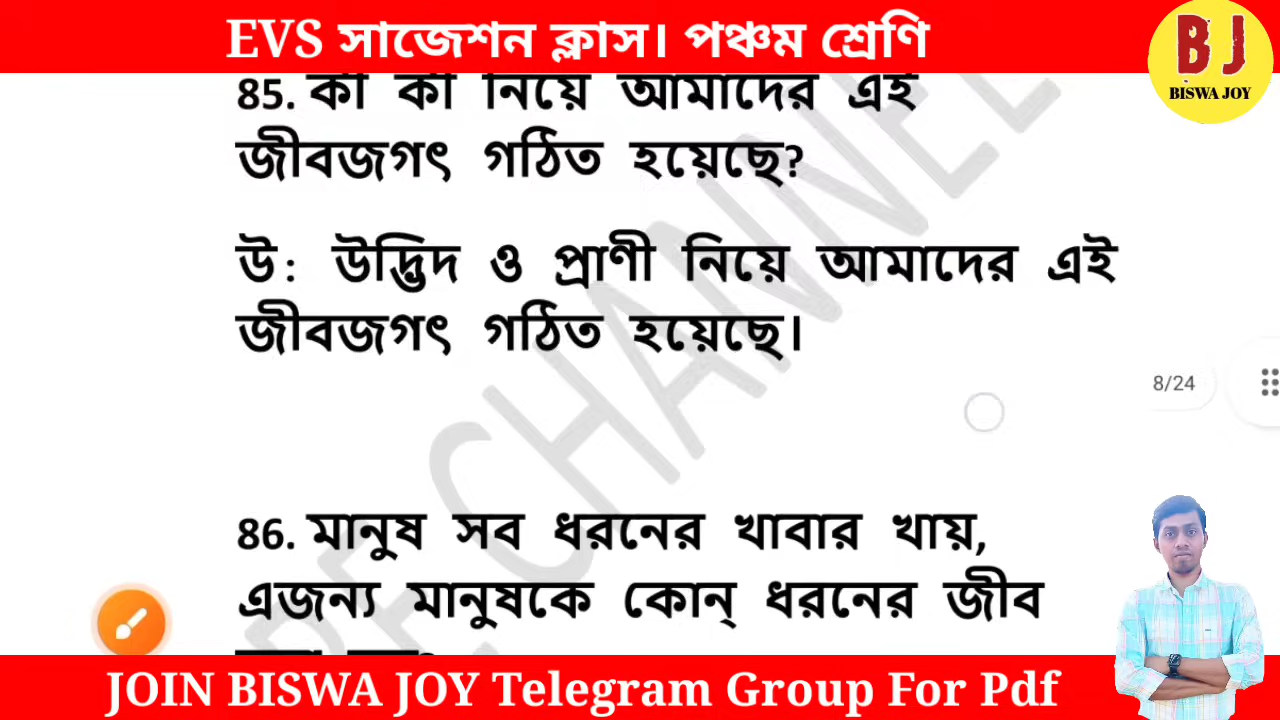 EVS সাজেশন ক্লাস। পঞ্চম শ্রেণি
BJ
BISWA JOY
85. কী কী নিয়ে আমাদের এই
জীবজগৎ গঠিত হয়েছে?
উ: উদ্ভিদ ও প্রাণী নিয়ে আমাদের এই
জীবজগৎ গঠিত হয়েছে।
8/24
86. মানুষ সব ধরনের খাবার খায়,
এজন্য মানুষকে কোন্ ধরনের জীব
JOIN BISWA JOY Telegram Group For Pdf
CHANNEL